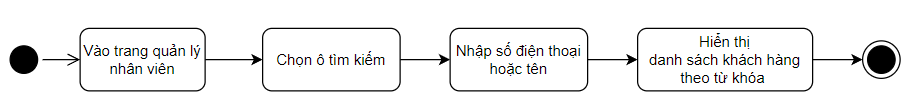 Vào trang quản lý
nhân viên
Chọn ô tìm kiếm
Nhập số điện thoại
hoặc tên
Hiển thị
danh sách khách hàng
theo từ khóa